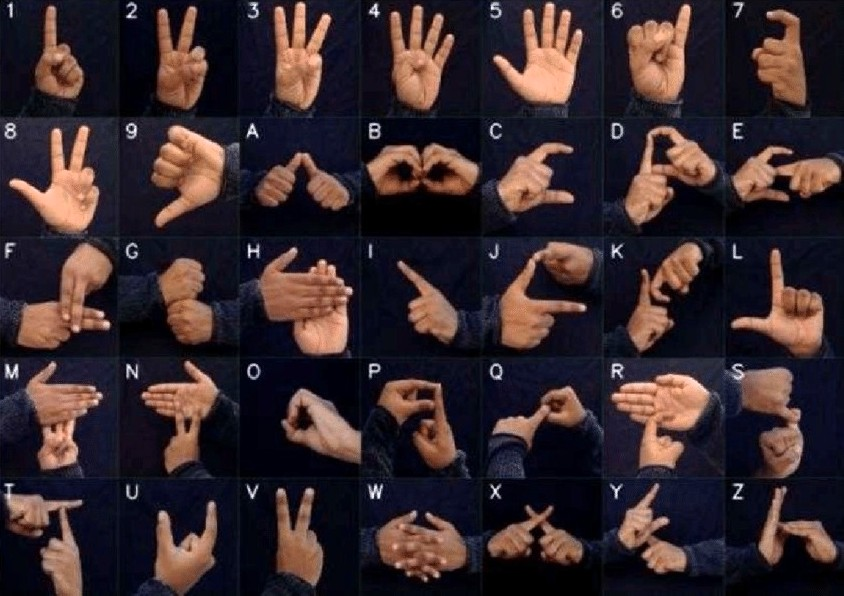 1 2 3 4 5 6 7
8 9 A B C D E
F G H I J K L
M N O P Q R S
T U V W X Y Z